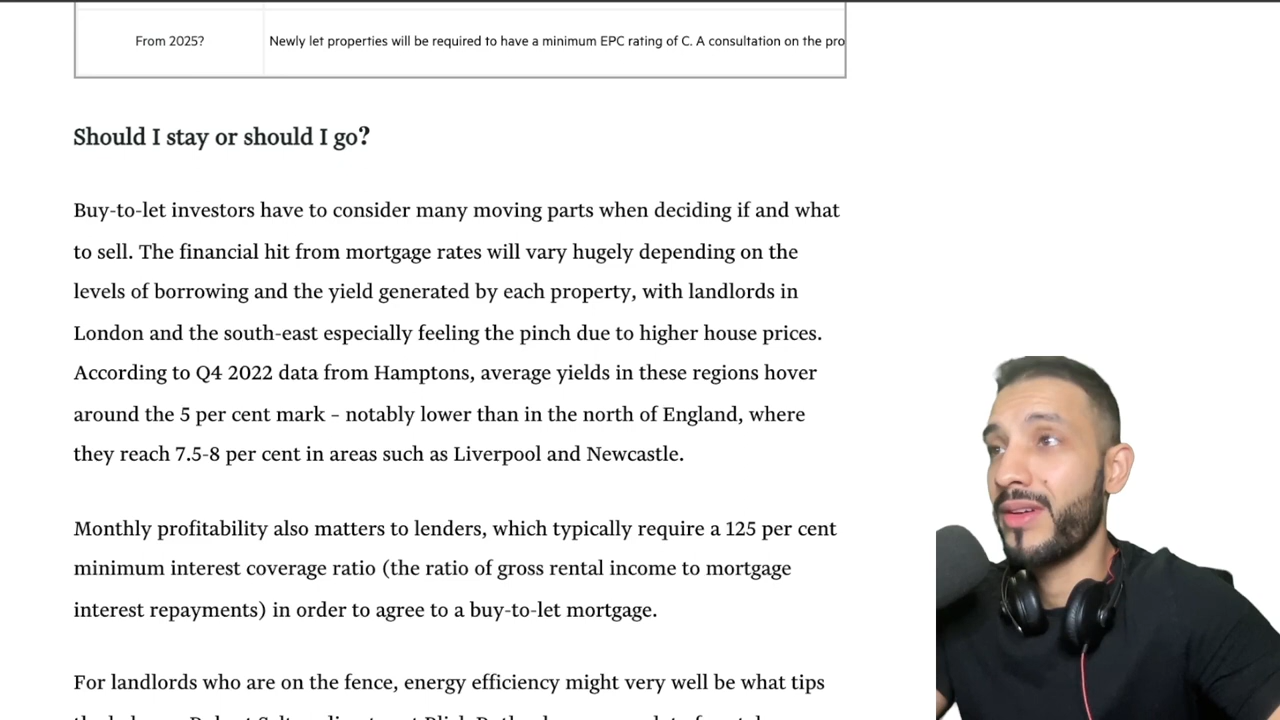 From 2025?
Newly let properties will be required to have a minimum EPC rating of C. A consultation on the pro
Should I stay or should I go?
Buy-to-let investors have to consider many moving parts when deciding if and what
to sell. The financial hit from mortgage rates will vary hugely depending on the
levels of borrowing and the yield generated by each property, with landlords in
London and the south-east especially feeling the pinch due to higher house prices.
According to Q4 2022 data from Hamptons, average yields in these regions hover
around the 5 per cent mark – notably lower than in the north of England, where
they reach 7.5-8 per cent in areas such as Liverpool and Newcastle.
Monthly profitability also matters to lenders, which typically require a 125 per cent
minimum interest coverage ratio (the ratio of gross rental income to mortgage
interest repayments) in order to agree to a buy-to-let mortgage.
For landlords who are on the fence, energy efficiency might very well be what tips